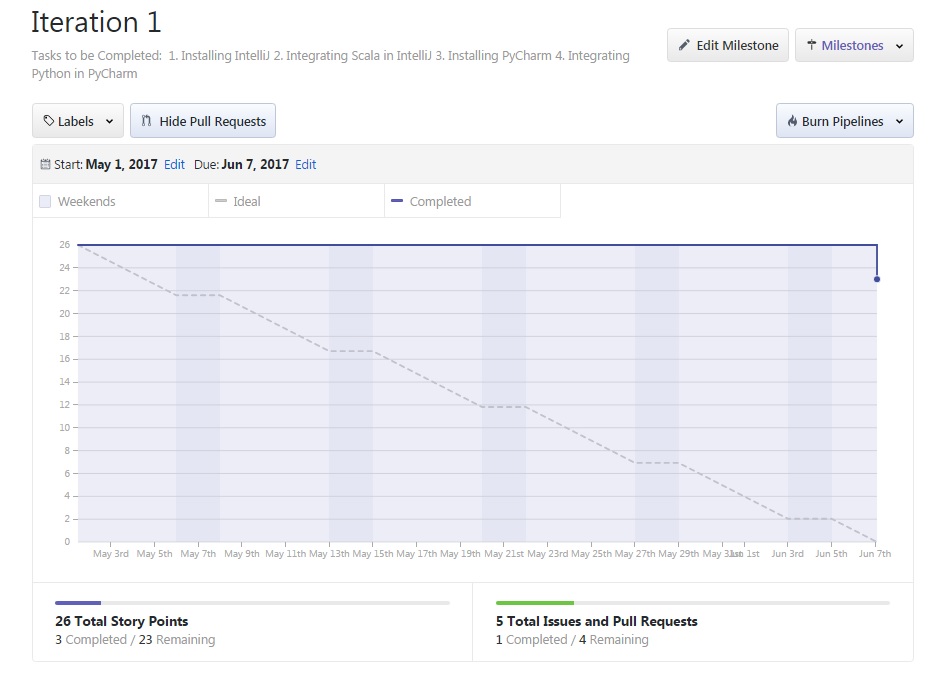 Iteration 1
Tasks to be Completed: 1. Installing IntelliJ 2. Integrating Scala in IntelliJ 3. Installing PyCharm 4. Integrating
Python in PyCharm
Edit Milestone
Milestones
Labels
Hide Pull Requests
Burn Pipelines
Start: May 1, 2017 Edit Due: Jun 7, 2017 Edit
Weekends
Ideal
Completed
26
24
22
20
18
16
14
12
10
8
6
4
2
0
May 3rd May 5th May 7th May 9th May 11th May 13th May 15th May 17th May 19th May 21st May 23rd May 25th May 27th May 29th May 31st Jun 1st Jun 3rd Jun 5th Jun 7th
26 Total Story Points
3 Completed / 23 Remaining
5 Total Issues and Pull Requests
1 Completed / 4 Remaining